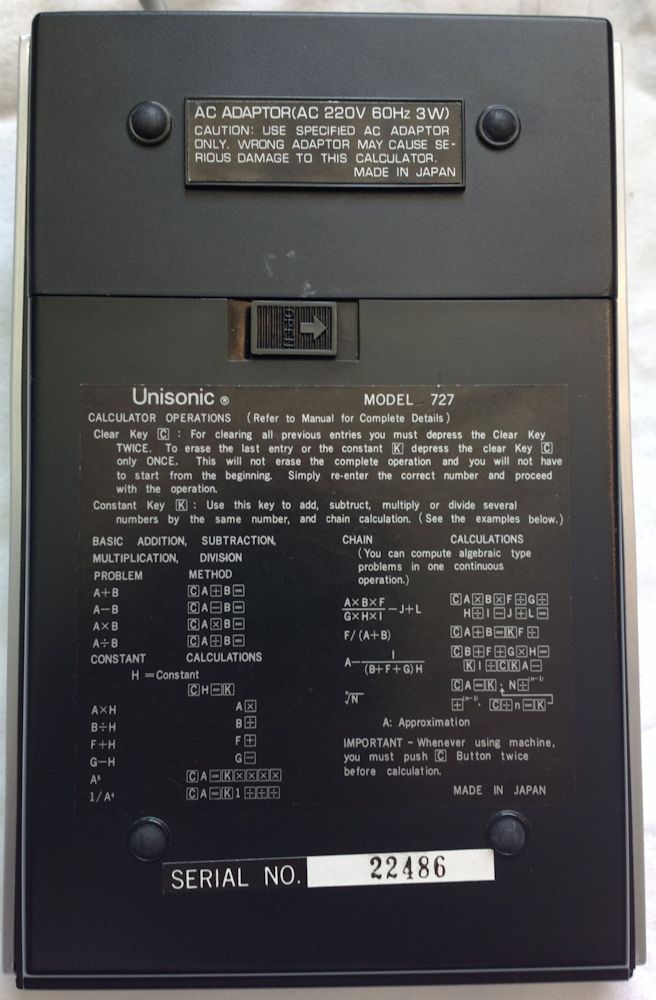 AC ADAPTOR(AC 220V 60Hz 3W)
CAUTION: USE SPECIFIED AC ADAPTOR
ONLY. WRONG ADAPTOR MAY CAUSE SE-
RIOUS DAMAGE TO THIS CALCULATOR.
MADE IN JAPAN
OPEN
Unisonic ® MODEL 727
CALCULATOR OPERATIONS (Refer to Manual for Complete Details)
Clear Key [C] : For clearing all previous entries you must depress the Clear Key
TWICE. To erase the last entry or the constant [K] depress the clear Key [C]
only ONCE. This will not erase the complete operation and you will not have
to start from the beginning. Simply re-enter the correct number and proceed
with the operation.
Constant Key [K] : Use this key to add, subtract, multiply or divide several
numbers by the same number, and chain calculation. (See the examples below.)
BASIC ADDITION, SUBTRACTION,
MULTIPLICATION, DIVISION
PROBLEM METHOD
A+B [C]A[+]B[=]
A−B [C]A[−]B[=]
A×B [C]A[×]B[=]
A÷B [C]A[÷]B[=]
CONSTANT CALCULATIONS
H = Constant
[C]H[=][K]
A×H A[×]
B÷H B[÷]
F+H F[+]
G−H G[−]
A⁵ [C]A[=][K][×][×][×][×]
1/A⁴ [C]A[=][K]1[÷][÷][÷][÷]
CHAIN CALCULATIONS
(You can compute algebraic type
problems in one continuous
operation.)
A×B×F/G×H×I −J+L [C]A[×]B[×]F[÷]G[÷]
H[÷]I[−]J[+]L[=]
F/(A+B) [C]A[+]B[=][K]F[÷]
A− 1/(B+F+G)H [C]B[+]F[+]G[×]H[=]
[K]1[÷][C][K]A[−]
ⁿ√N [C]A[=][K], N[÷](n-1)
[÷](n-1), [C][÷]n[=][K]
A: Approximation
IMPORTANT - Whenever using machine,
you must push [C] Button twice
before calculation.
MADE IN JAPAN
SERIAL NO. 22486